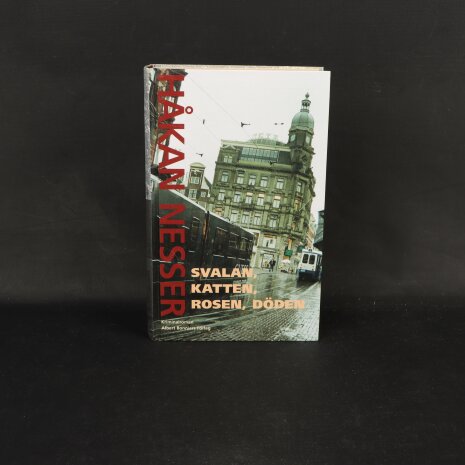 HÅKAN NESSER
SVALAN,
KATTEN,
ROSEN, DÖDEN
Kriminalroman
Albert Bonniers Förlag